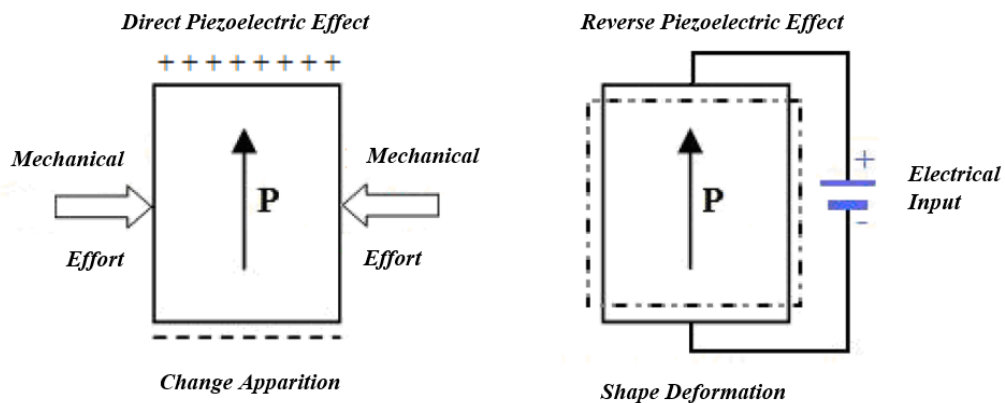 Direct Piezoelectric Effect
+ + + + + + + +
Mechanical
Effort
P
Mechanical
Effort
Change Apparition
Reverse Piezoelectric Effect
P
+
-
Electrical
Input
Shape Deformation